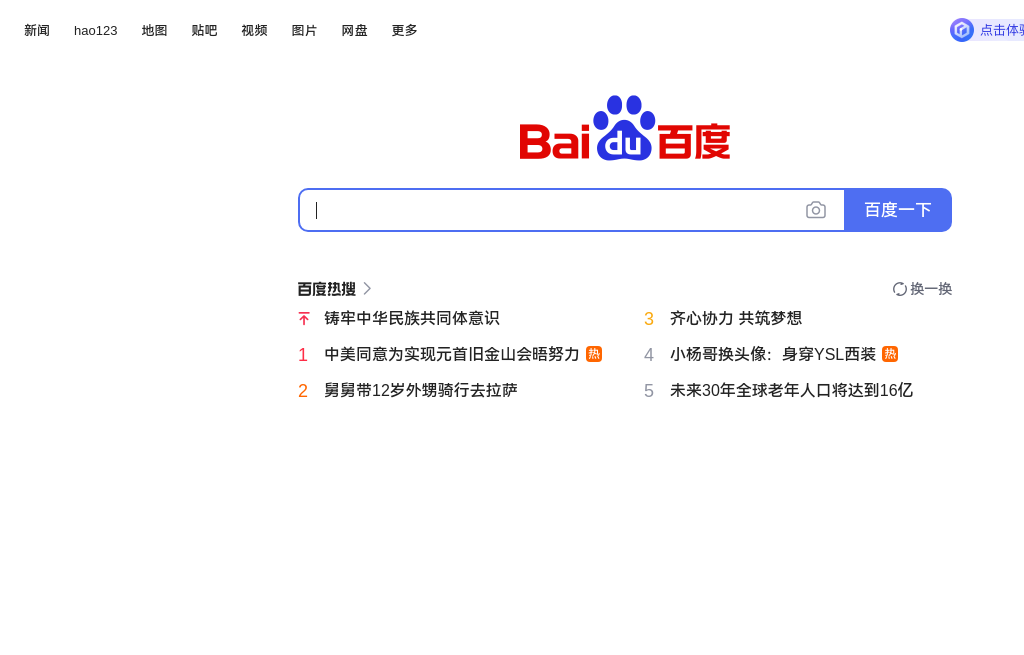 新闻 hao123 地图 贴吧 视频 图片 网盘 更多
点击体
Baidu百度
百度一下
百度热搜
换一换
铸牢中华民族共同体意识
1 中美同意为实现元首旧金山会晤努力 热
2 舅舅带12岁外甥骑行去拉萨
3 齐心协力 共筑梦想
4 小杨哥换头像：身穿YSL西装 热
5 未来30年全球老年人口将达到16亿